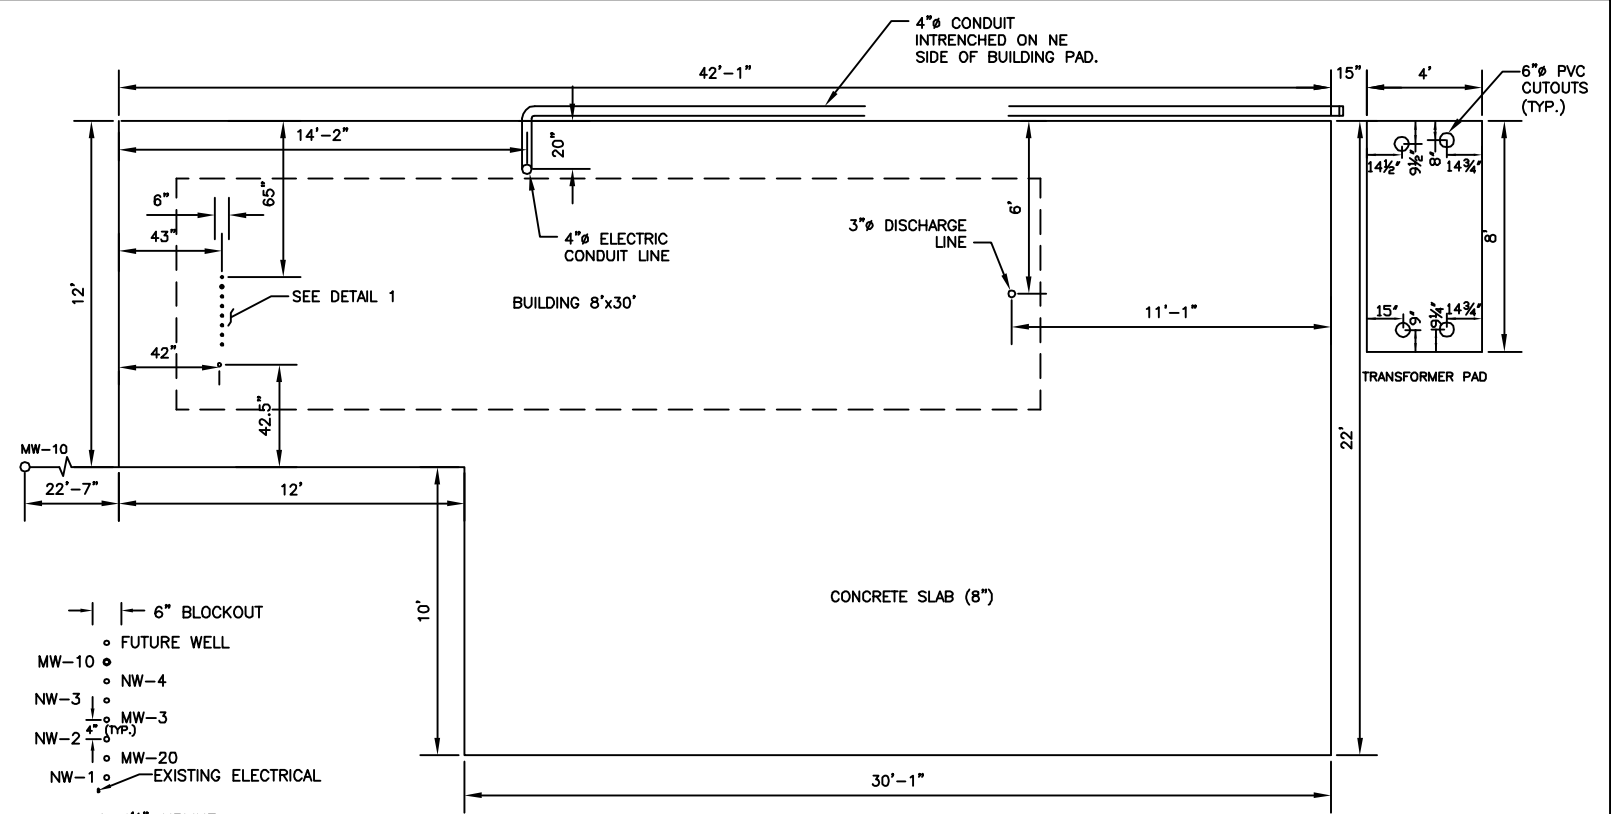 4"ø CONDUIT
INTRENCHED ON NE
SIDE OF BUILDING PAD.
42'-1"
15"
4'
6"ø PVC
CUTOUTS
(TYP.)
14'-2"
20"
65"
6"
43"
12'
4"ø ELECTRIC
CONDUIT LINE
3"ø DISCHARGE
LINE
6'
14½"
9½"
8"
14¾"
8'
SEE DETAIL 1
BUILDING 8'x30'
11'-1"
42"
42.5"
15"
9"
9¼"
14¾"
TRANSFORMER PAD
22'
MW-10
22'-7"
12'
10'
CONCRETE SLAB (8")
6" BLOCKOUT
FUTURE WELL
MW-10
NW-4
NW-3
MW-3
4" (TYP.)
NW-2
MW-20
NW-1
EXISTING ELECTRICAL
30'-1"